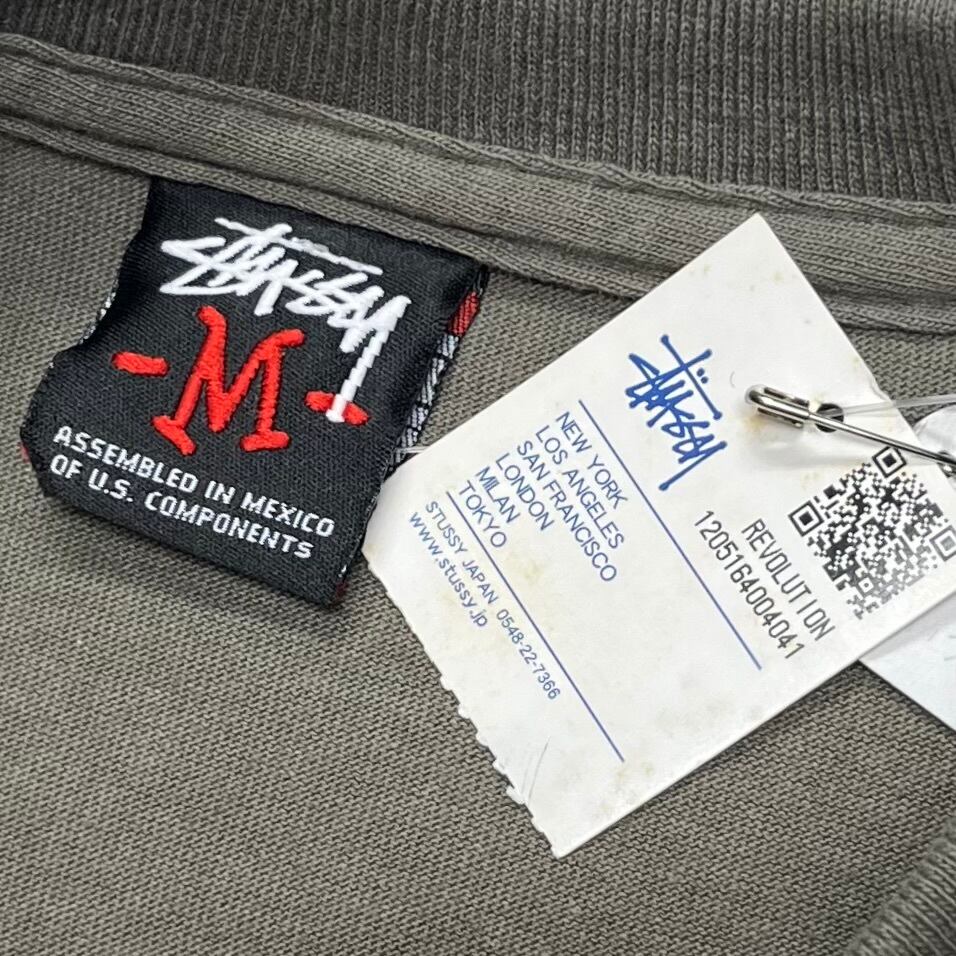 STÜSSY
-M-
ASSEMBLED IN MEXICO
OF U.S. COMPONENTS
STÜSSY
NEW YORK
LOS ANGELES
SAN FRANCISCO
LONDON
MILAN
TOKYO
STUSSY JAPAN 0548-22-7366
www.stussy.jp
REVOLUTION
1205164004041